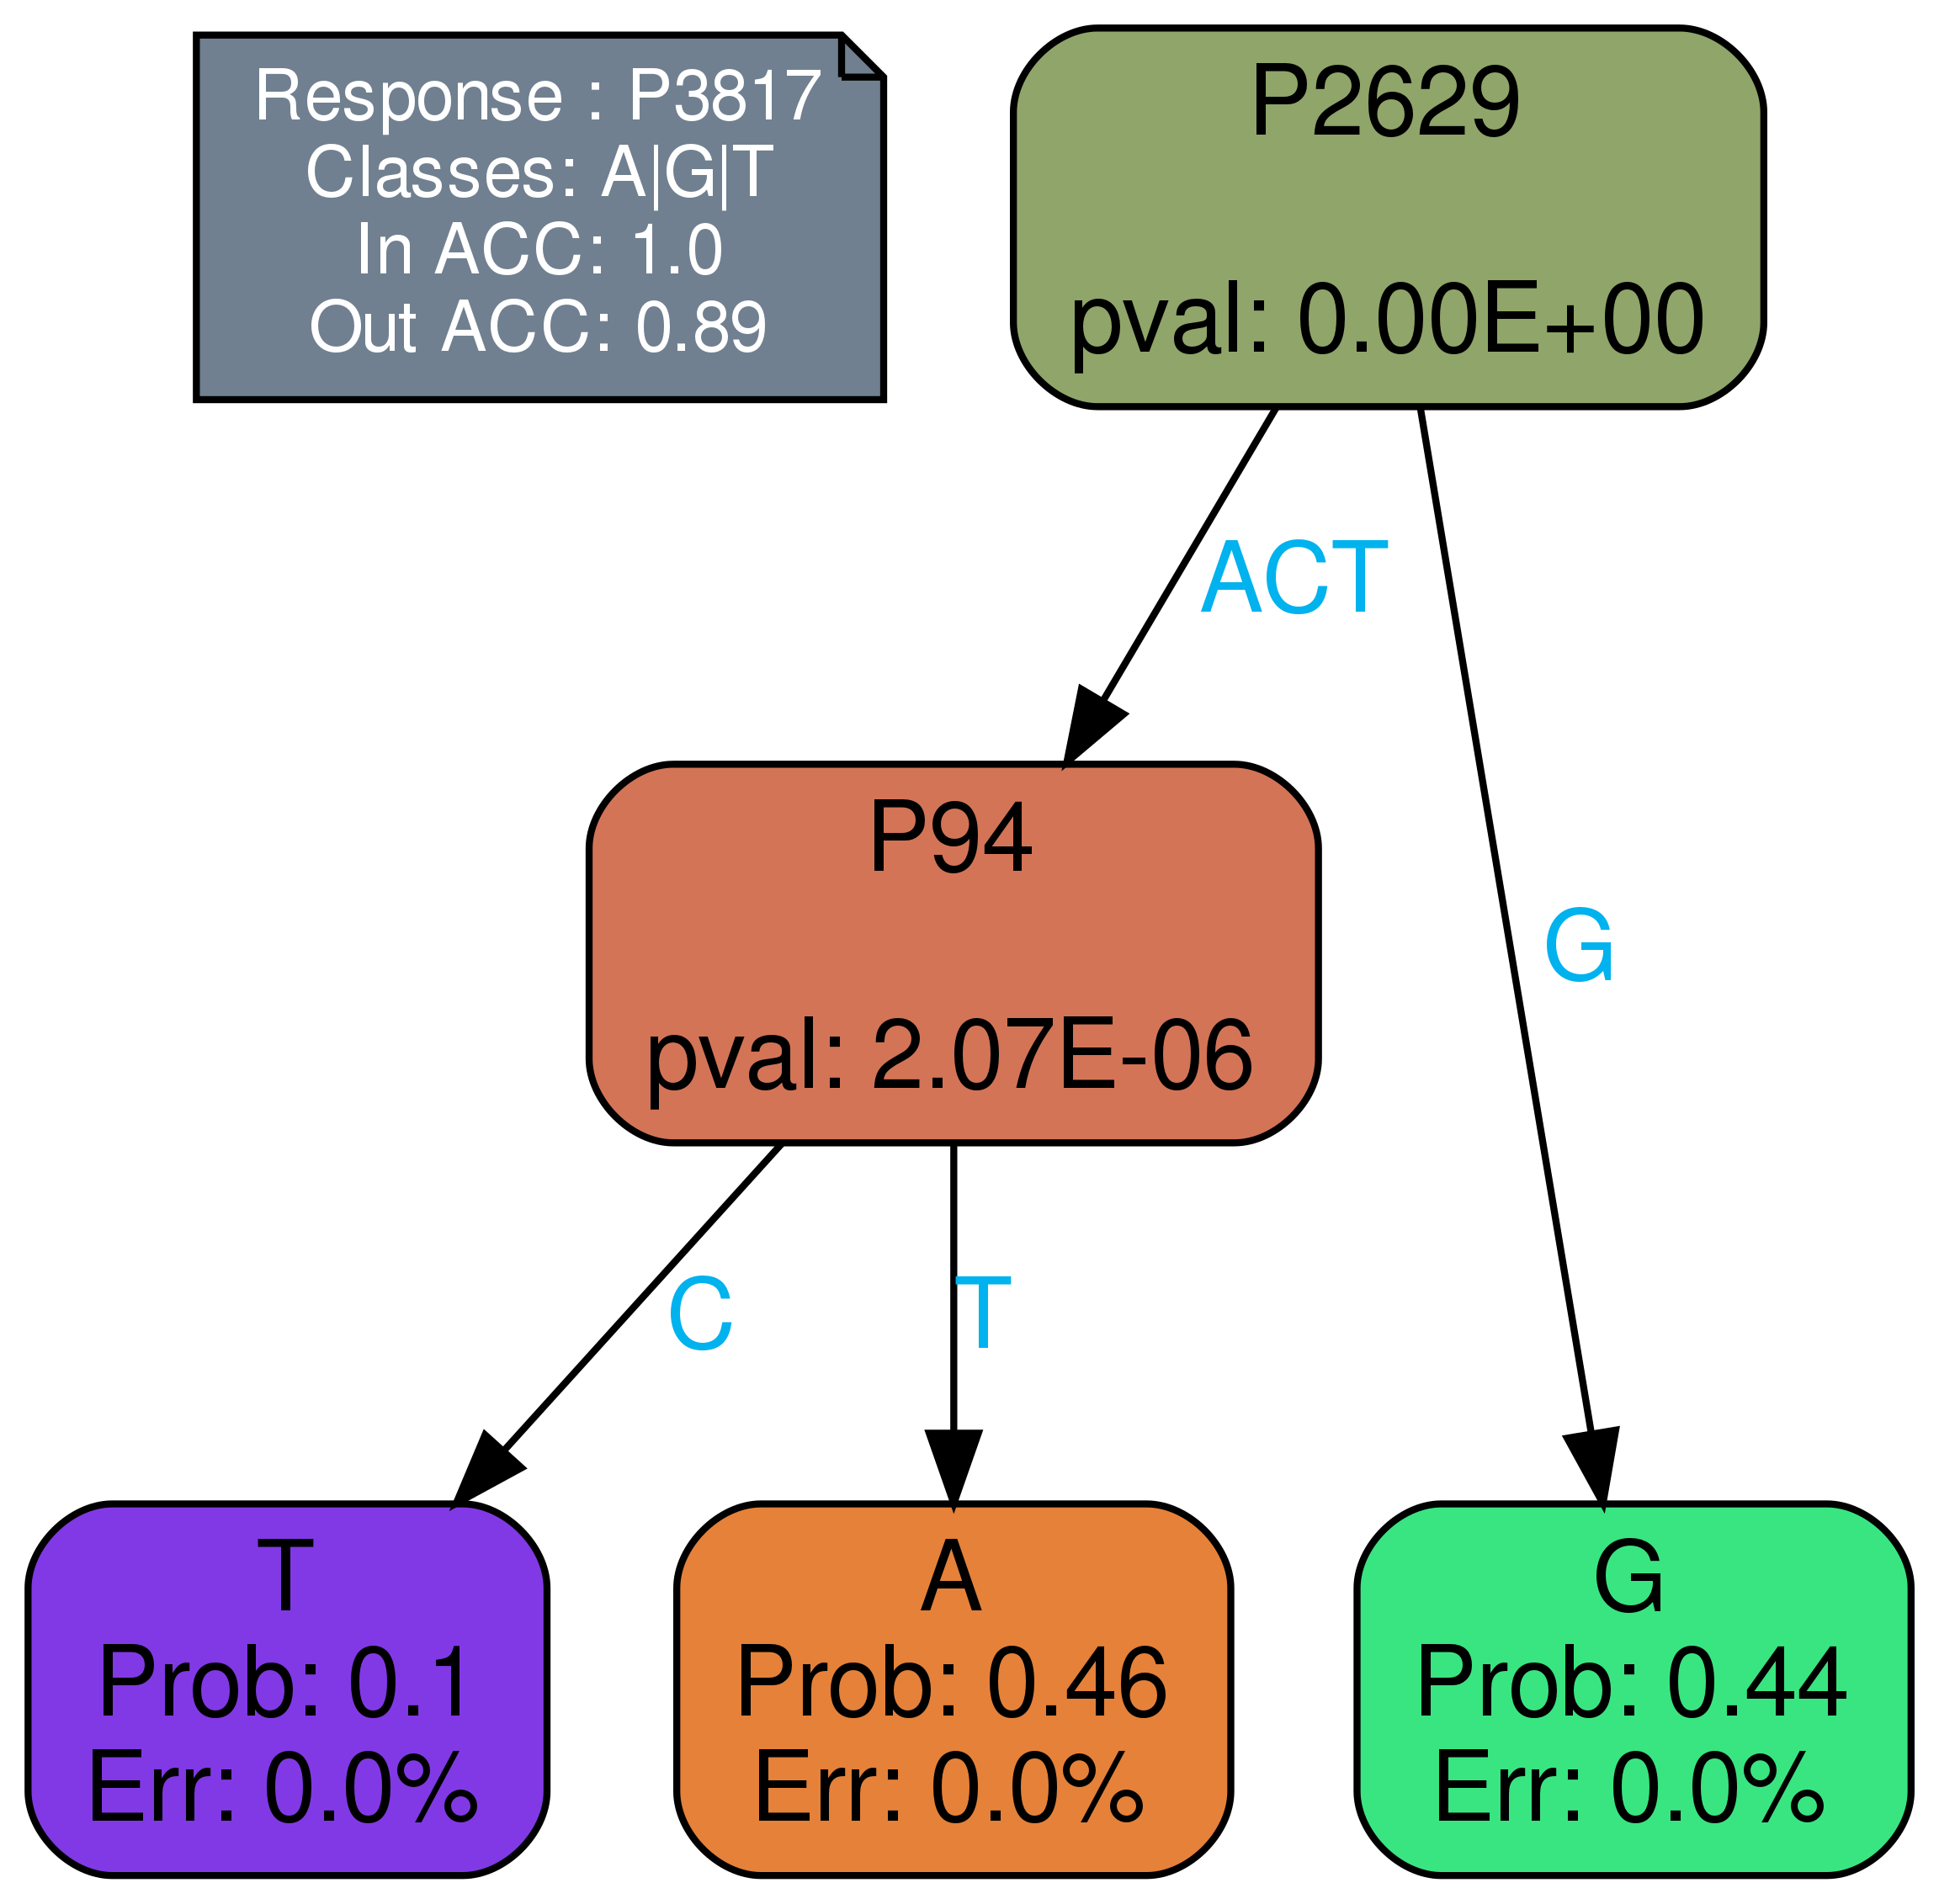 Response : P3817
Classes: A|G|T
In ACC: 1.0
Out ACC: 0.89
P2629
pval: 0.00E+00
ACT
G
P94
pval: 2.07E-06
C
T
T
Prob: 0.1
Err: 0.0%
A
Prob: 0.46
Err: 0.0%
G
Prob: 0.44
Err: 0.0%